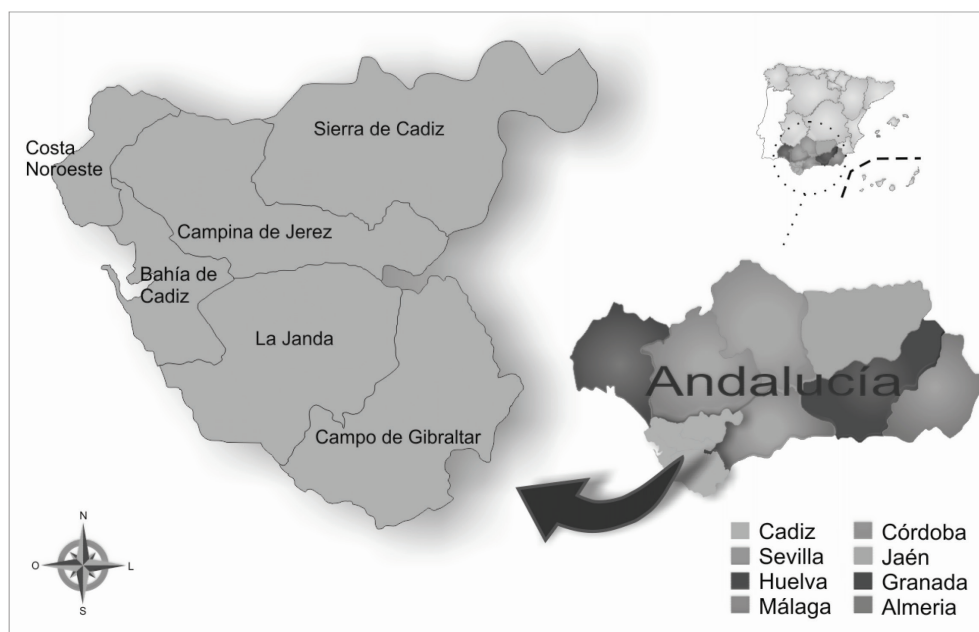 Sierra de Cadiz
Costa
Noroeste
Campina de Jerez
Bahía de
Cadiz
La Janda
Campo de Gibraltar
Andalucía
N
O
L
S
Cadiz
Sevilla
Huelva
Málaga
Córdoba
Jaén
Granada
Almeria